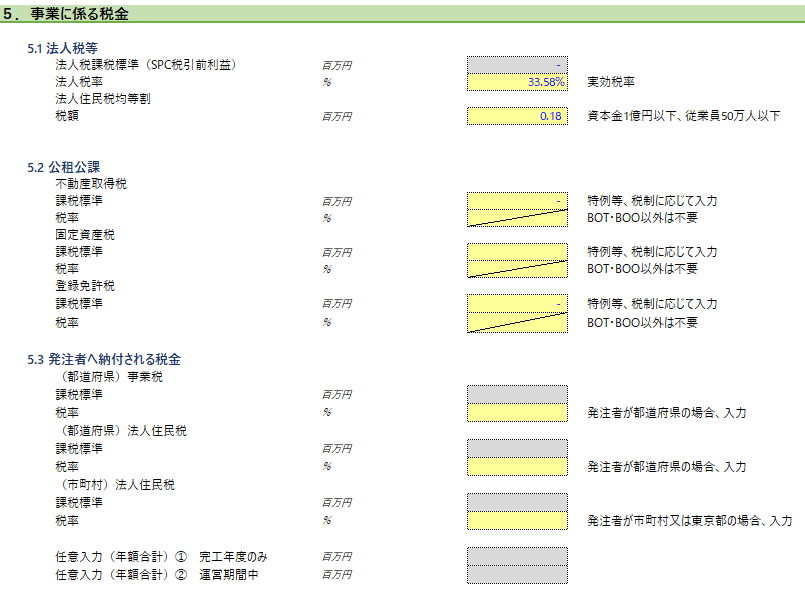 5. 事業に係る税金
5.1 法人税等
法人税課税標準（SPC税引前利益） 百万円 -
法人税率 % 33.58% 実効税率
法人住民税均等割
税額 百万円 0.18 資本金1億円以下、従業員50万人以下
5.2 公租公課
不動産取得税
課税標準 百万円 - 特例等、税制に応じて入力
税率 % BOT・BOO以外は不要
固定資産税
課税標準 百万円 特例等、税制に応じて入力
税率 % BOT・BOO以外は不要
登録免許税
課税標準 百万円 - 特例等、税制に応じて入力
税率 % BOT・BOO以外は不要
5.3 発注者へ納付される税金
（都道府県）事業税
課税標準 百万円
税率 % 発注者が都道府県の場合、入力
（都道府県）法人住民税
課税標準 百万円
税率 % 発注者が都道府県の場合、入力
（市町村）法人住民税
課税標準 百万円
税率 % 発注者が市町村又は東京都の場合、入力
任意入力（年額合計）① 完工年度のみ 百万円
任意入力（年額合計）② 運営期間中 百万円